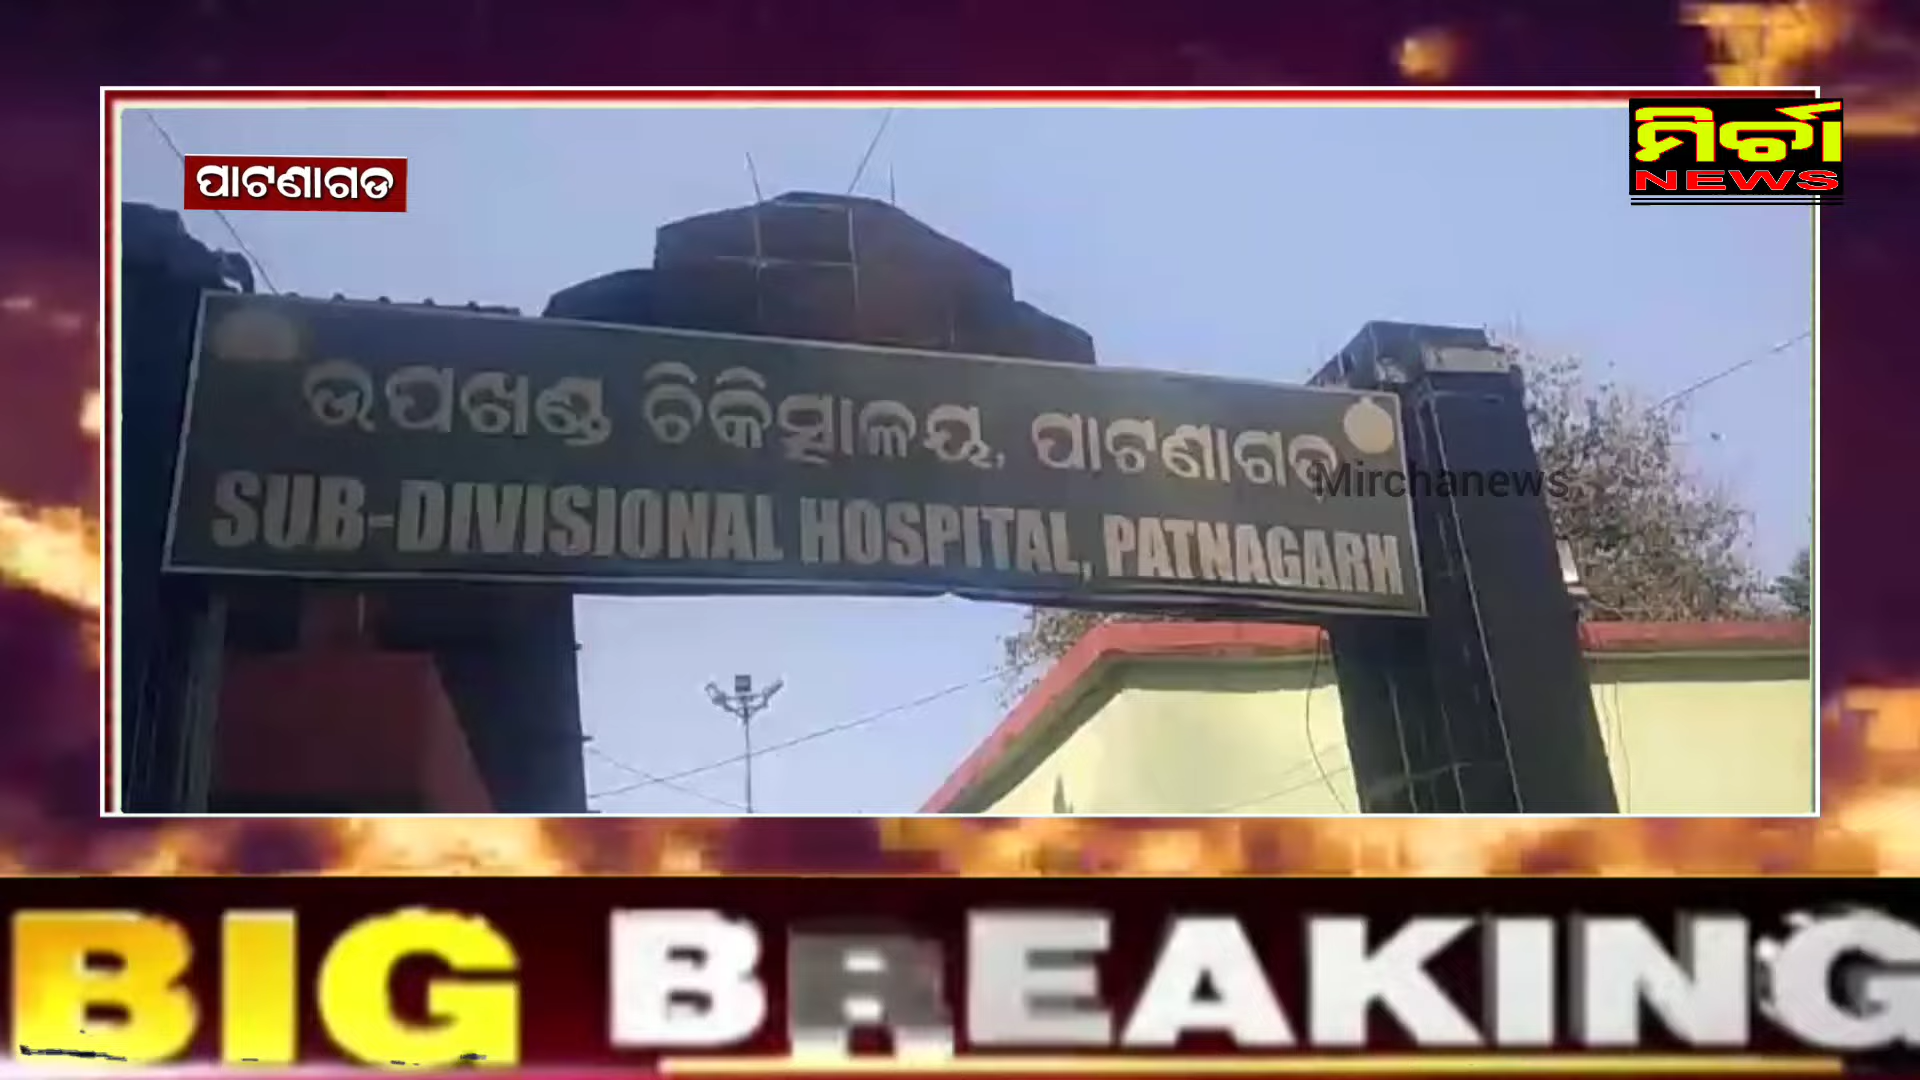 ମିର୍ଚା
NEWS
ପାଟଣାଗଡ
ଉପଖଣ୍ଡ ଚିକିତ୍ସାଳୟ, ପାଟଣାଗଡ଼
Mirchanews
SUB-DIVISIONAL HOSPITAL, PATNAGARH
BIG BREAKING